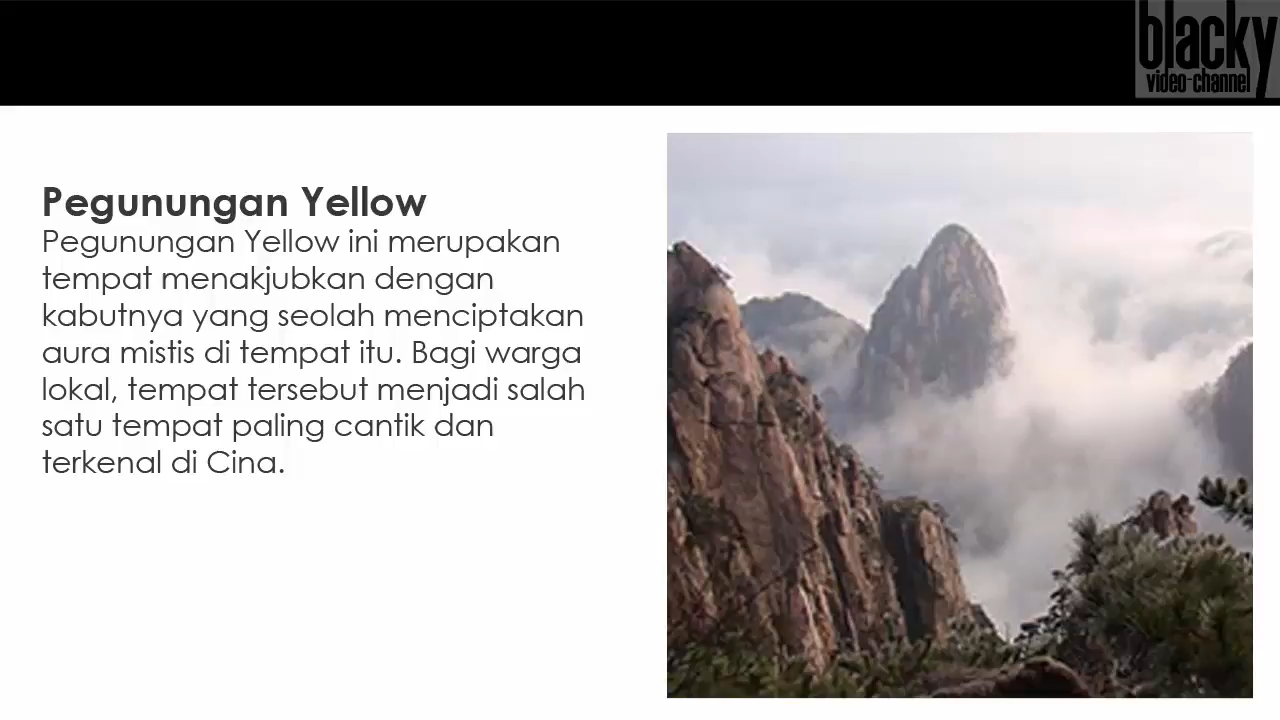 blacky
video-channel
Pegunungan Yellow
Pegunungan Yellow ini merupakan
tempat menakjubkan dengan
kabutnya yang seolah menciptakan
aura mistis di tempat itu. Bagi warga
lokal, tempat tersebut menjadi salah
satu tempat paling cantik dan
terkenal di Cina.